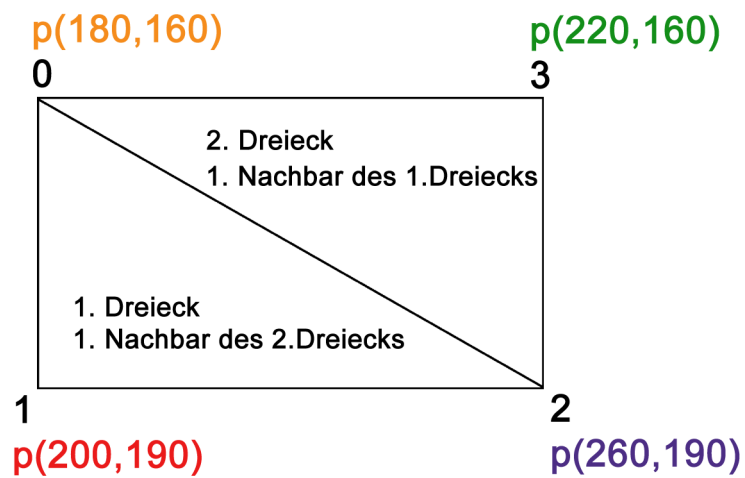 p(180,160)
p(220,160)
0
3
2. Dreieck
1. Nachbar des 1.Dreiecks
1. Dreieck
1. Nachbar des 2.Dreiecks
1
2
p(200,190)
p(260,190)